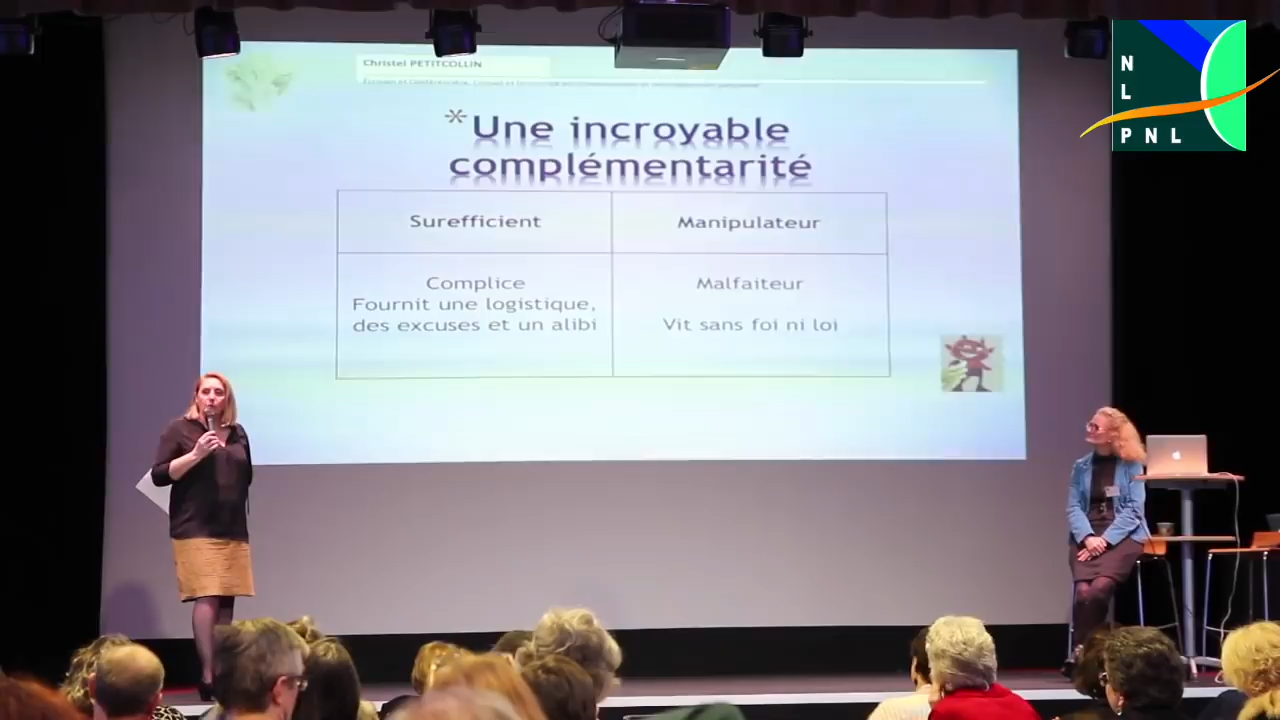 Christel PETITCOLLIN
*Une incroyable
complémentarité
Surefficient
Manipulateur
Complice
Fournit une logistique,
des excuses et un alibi
Malfaiteur
Vit sans foi ni loi
N
L
PNL